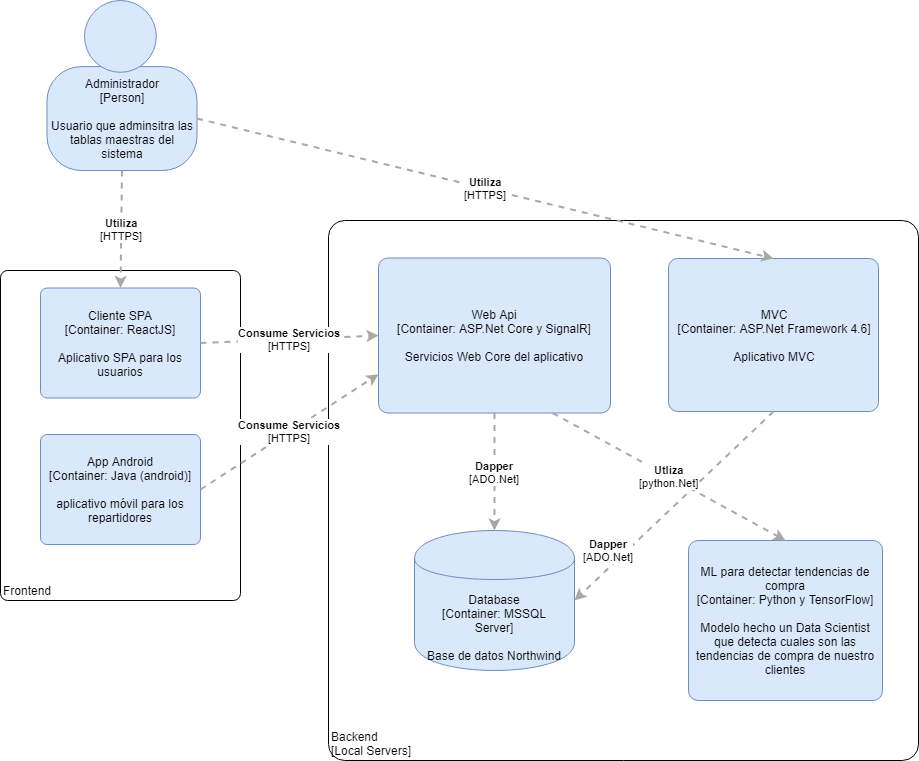 Administrador
[Person]
Usuario que adminsitra las
tablas maestras del
sistema
Utiliza
[HTTPS]
Utiliza
[HTTPS]
Cliente SPA
[Container: ReactJS]
Aplicativo SPA para los
usuarios
App Android
[Container: Java (android)]
aplicativo móvil para los
repartidores
Frontend
Consume Servicios
[HTTPS]
Consume Servicios
[HTTPS]
Web Api
[Container: ASP.Net Core y SignalR]
Servicios Web Core del aplicativo
MVC
[Container: ASP.Net Framework 4.6]
Aplicativo MVC
Dapper
[ADO.Net]
Utliza
[python.Net]
Dapper
[ADO.Net]
Database
[Container: MSSQL
Server]
Base de datos Northwind
ML para detectar tendencias de
compra
[Container: Python y TensorFlow]
Modelo hecho un Data Scientist
que detecta cuales son las
tendencias de compra de nuestro
clientes
Backend
[Local Servers]